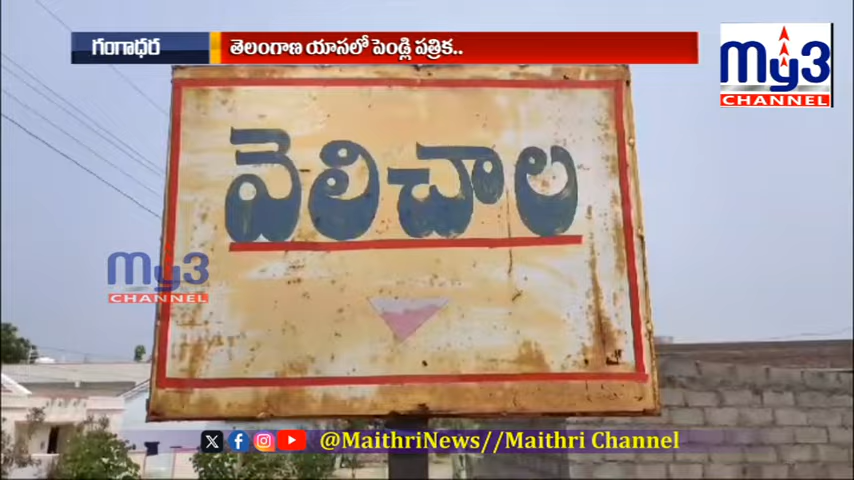 గంగాధర
తెలంగాణ యాసలో పెండ్లి పత్రిక..
My3
CHANNEL
వెలిచాల
My3
CHANNEL
@MaithriNews//Maithri Channel